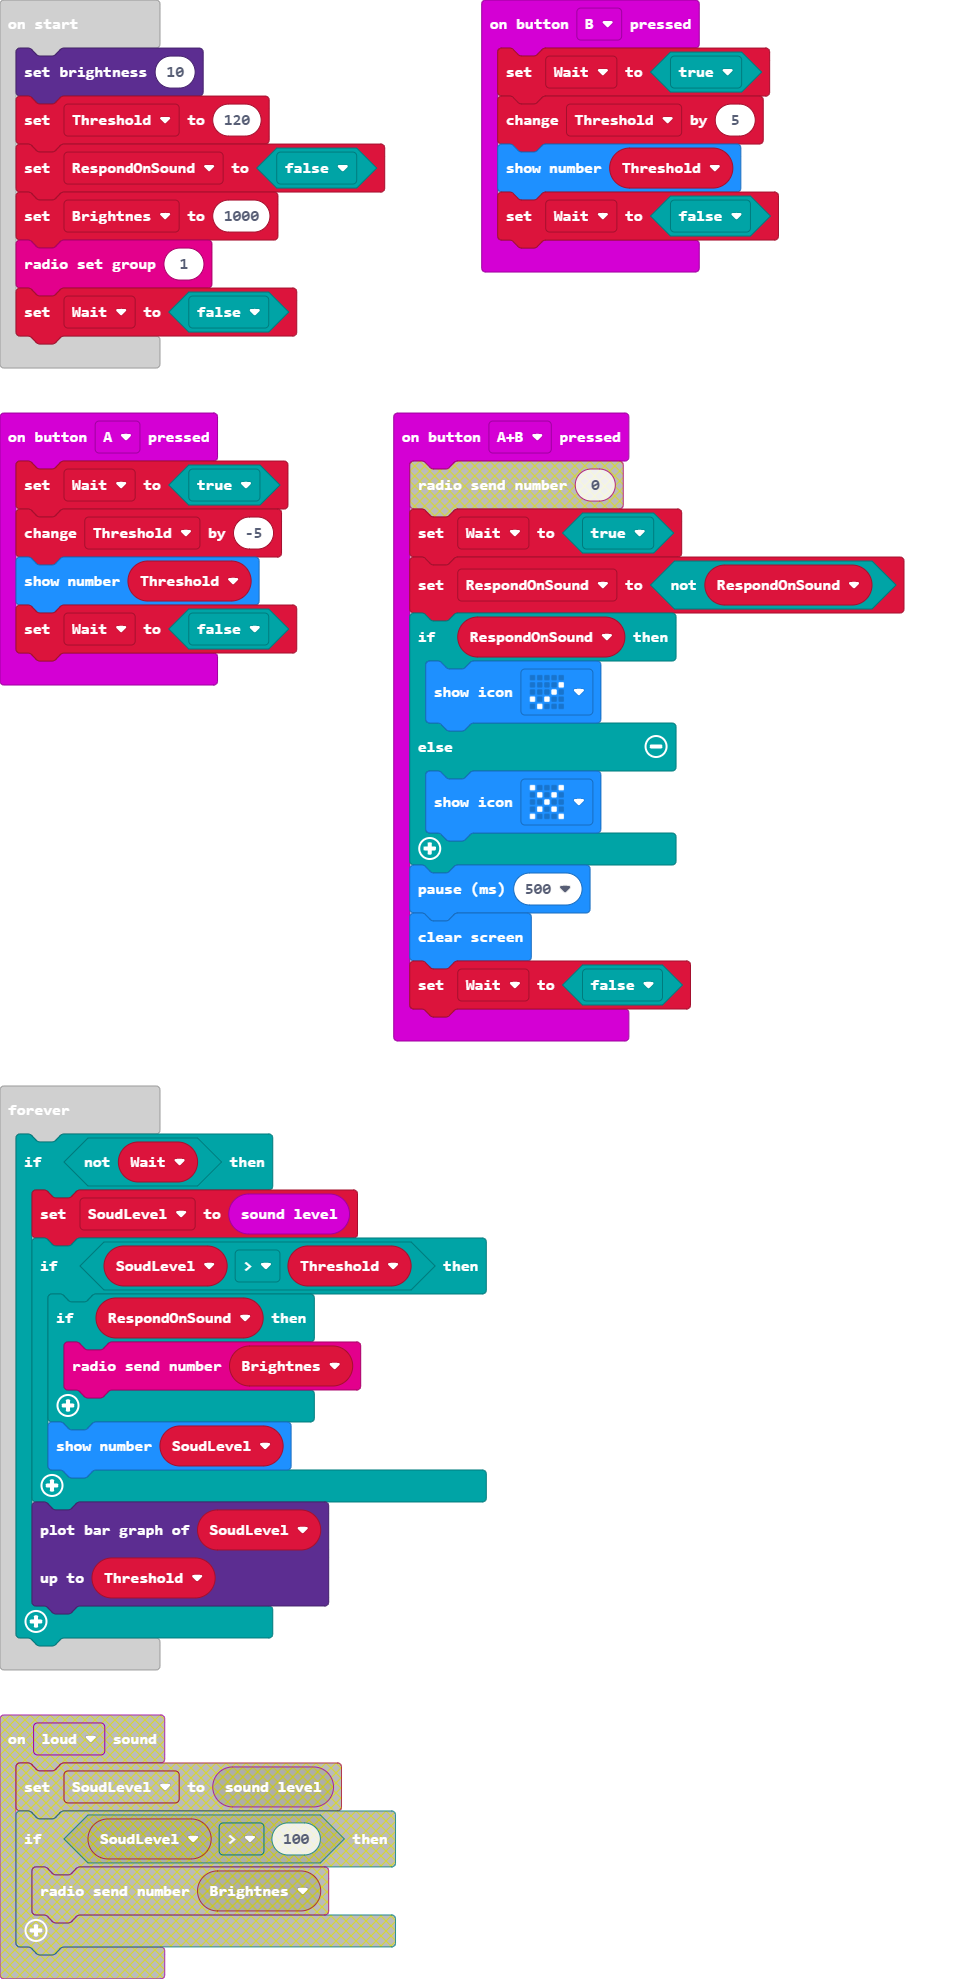 on start
set brightness 10
set Threshold to 120
set RespondOnSound to false
set Brightnes to 1000
radio set group 1
set Wait to false
on button B pressed
set Wait to true
change Threshold by 5
show number Threshold
set Wait to false
on button A pressed
set Wait to true
change Threshold by -5
show number Threshold
set Wait to false
on button A+B pressed
radio send number 0
set Wait to true
set RespondOnSound to not RespondOnSound
if RespondOnSound then
show icon
else
show icon
pause (ms) 500
clear screen
set Wait to false
forever
if not Wait then
set SoudLevel to sound level
if SoudLevel > Threshold then
if RespondOnSound then
radio send number Brightnes
show number SoudLevel
plot bar graph of SoudLevel
up to Threshold
on loud sound
set SoudLevel to sound level
if SoudLevel > 100 then
radio send number Brightnes